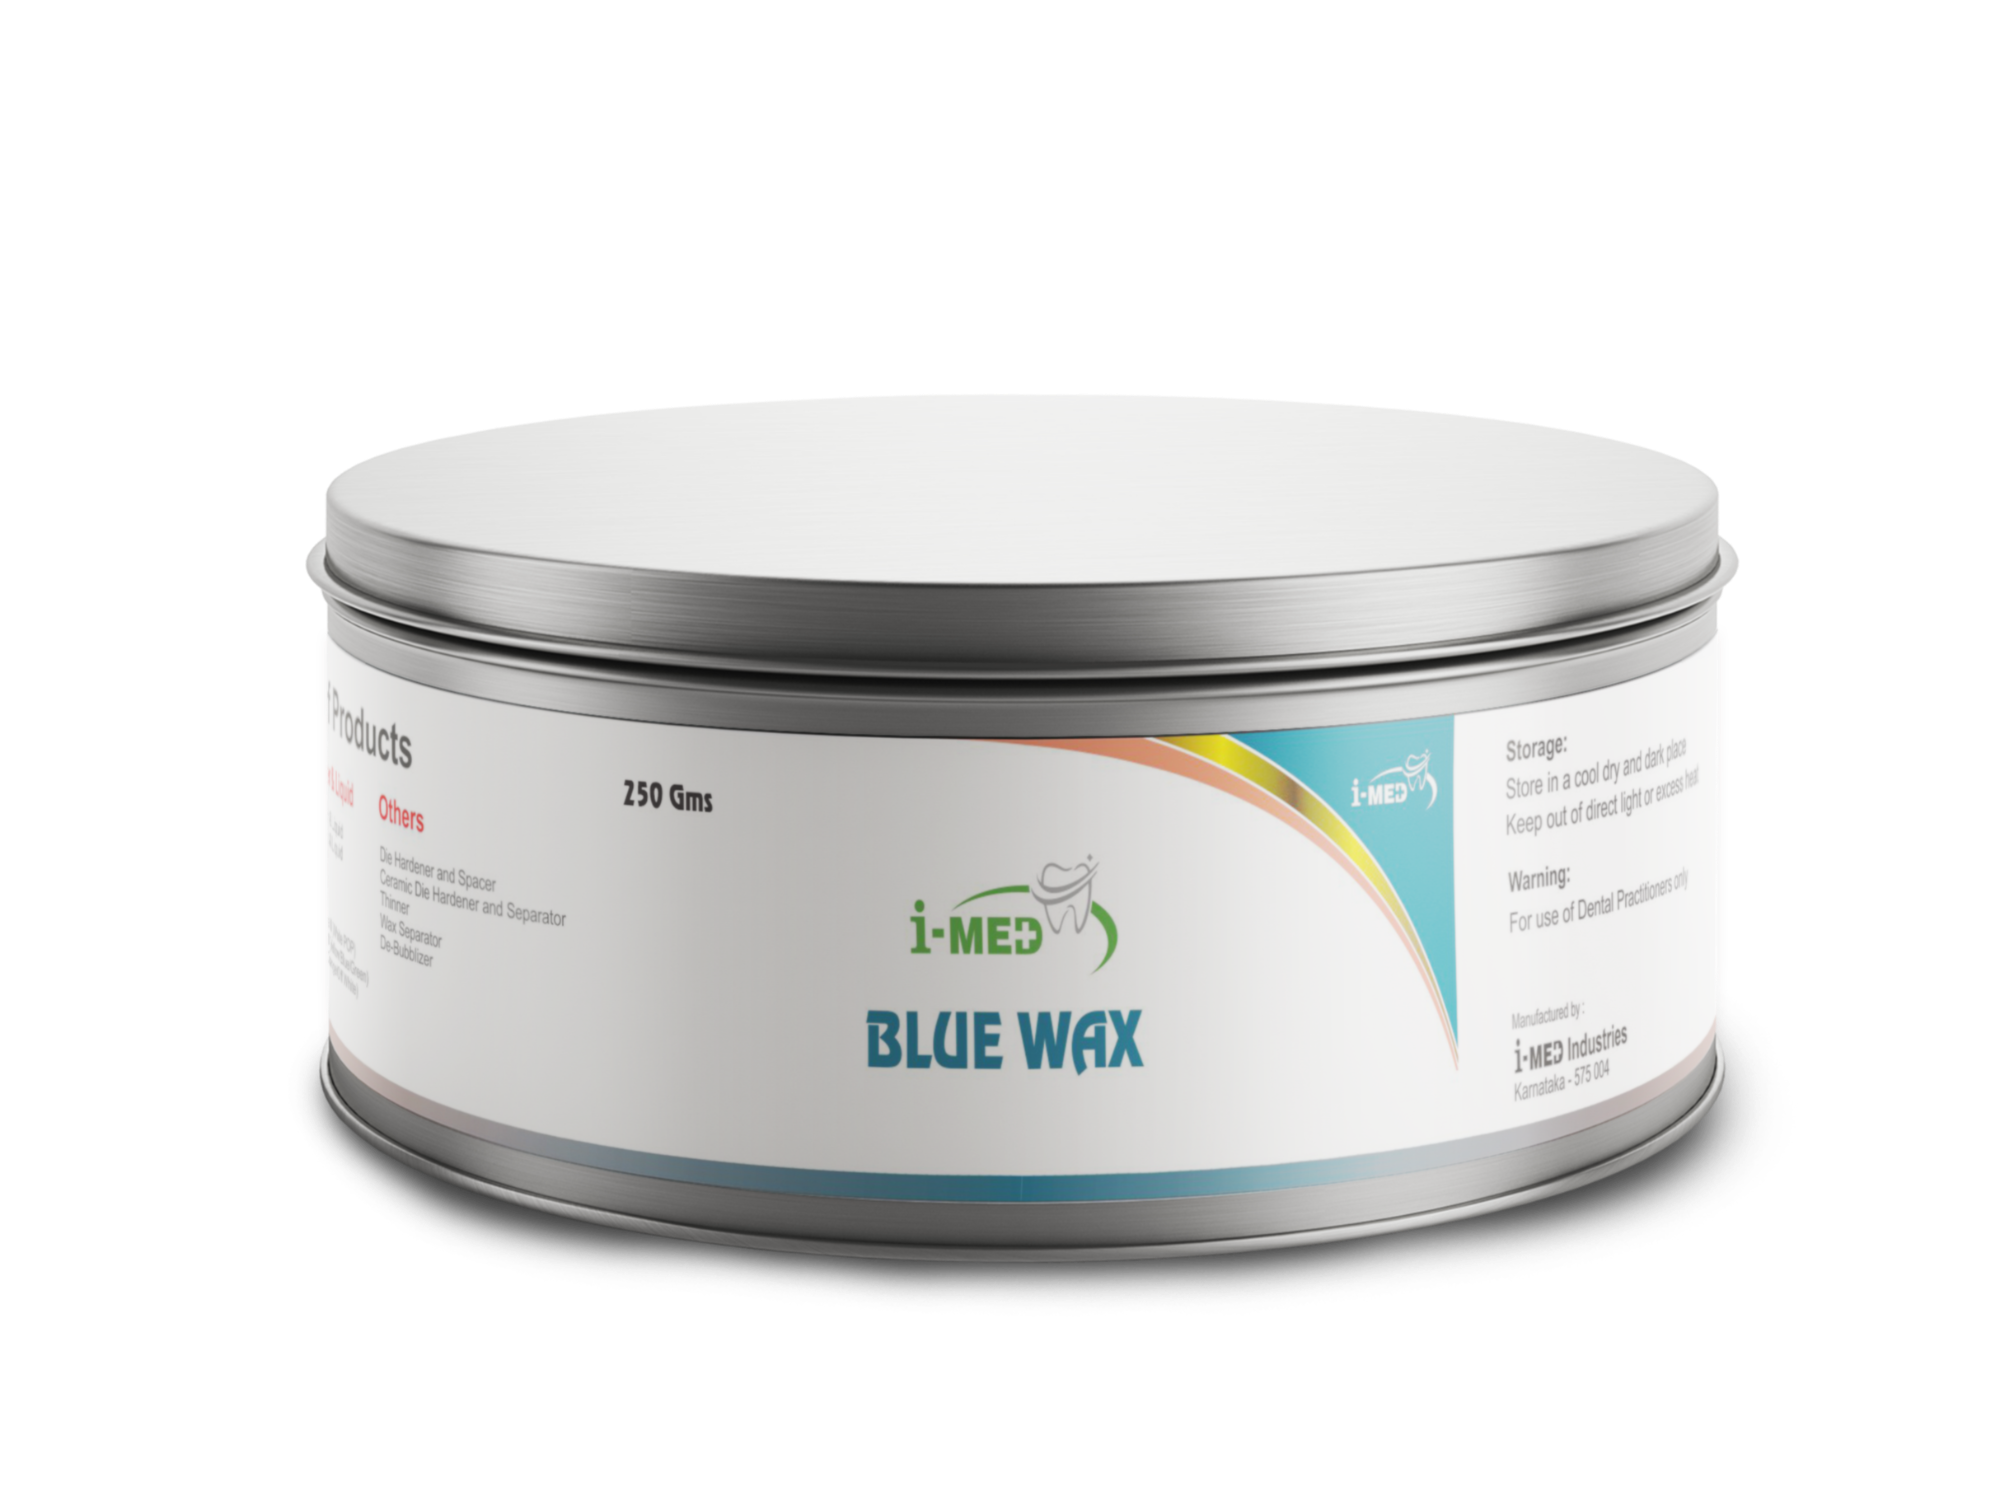 Products
& Liquid
Others
Die Hardener and Spacer
Ceramic Die Hardener and Separator
Thinner
Wax Separator
De-Bubblizer
250 Gms
i-MED
BLUE WAX
i-MED
Storage:
Store in a cool dry and dark place
Keep out of direct light or excess heat
Warning:
For use of Dental Practitioners only
Manufactured by :
i-MED Industries
Karnataka - 575 004